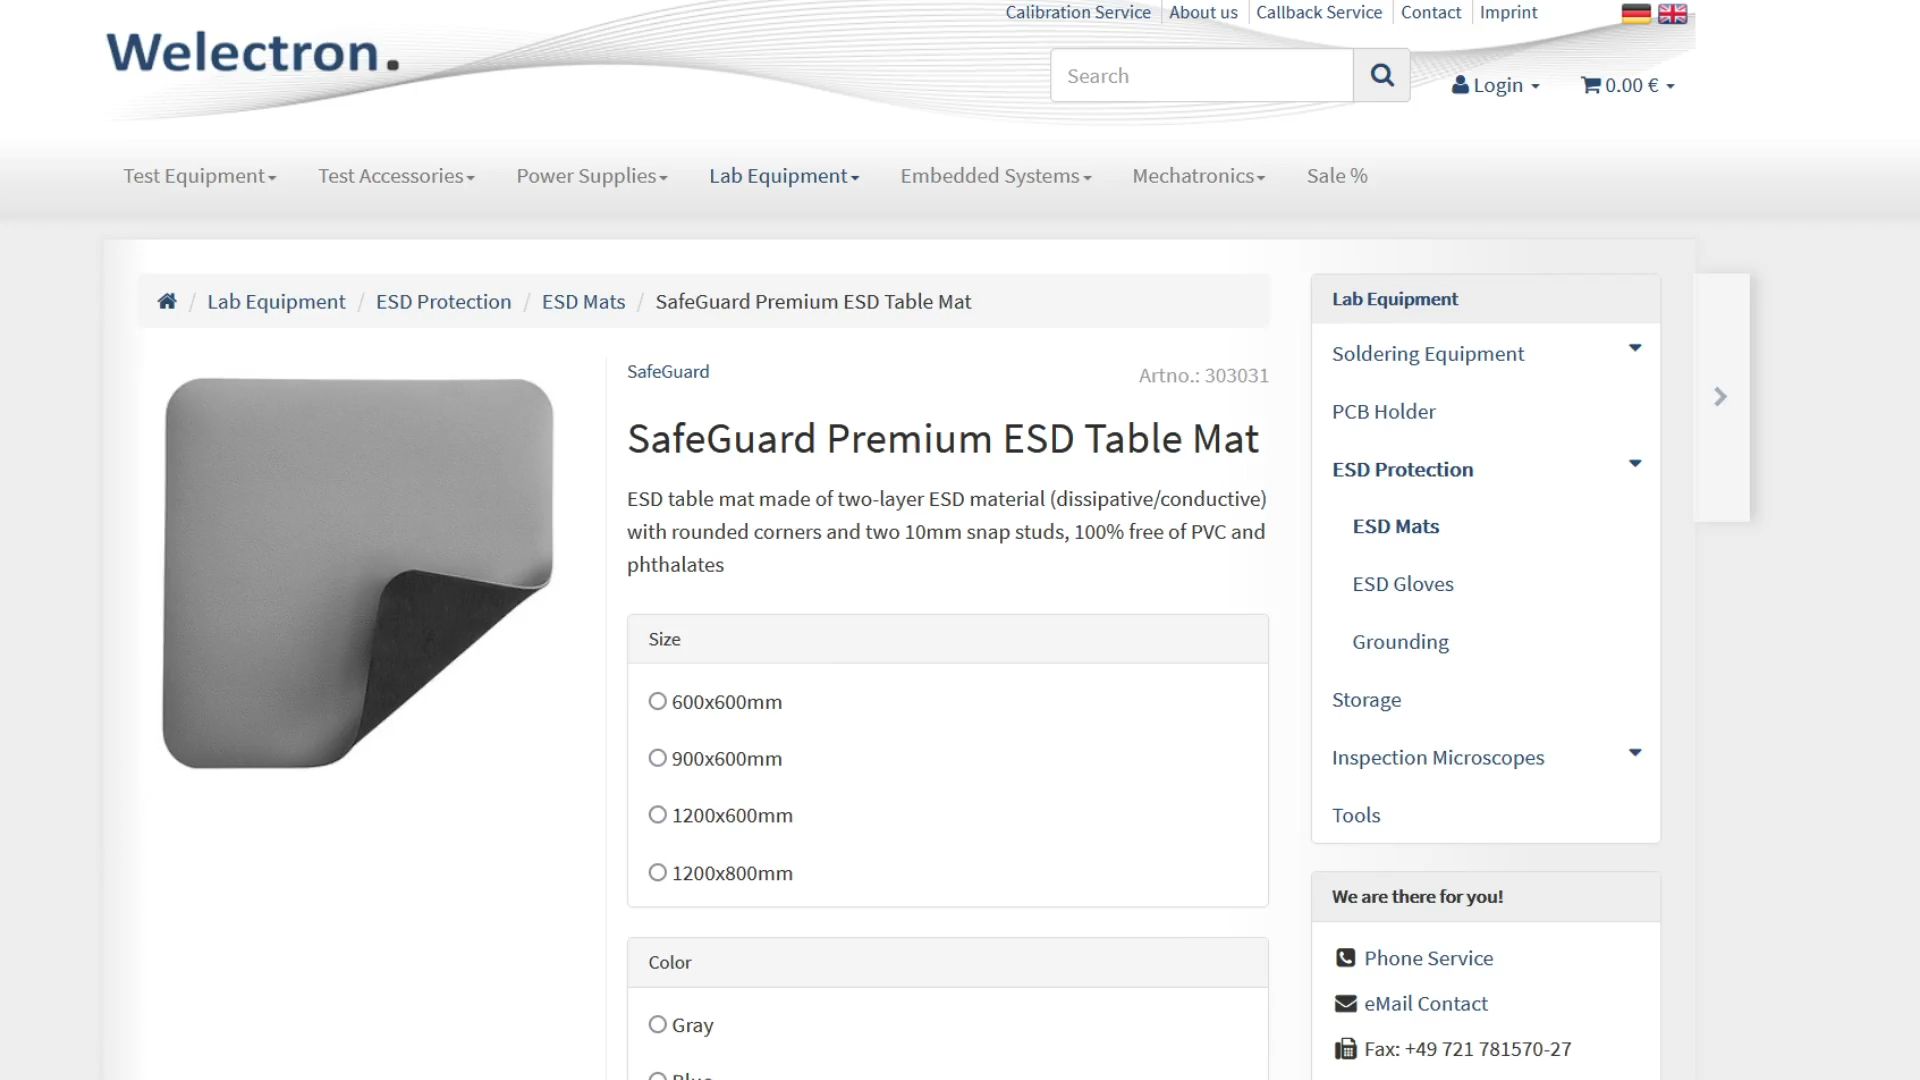 Calibration Service About us Callback Service Contact Imprint
Welectron.
Search
Login
0.00 €
Test Equipment Test Accessories Power Supplies Lab Equipment Embedded Systems Mechatronics Sale %
/ Lab Equipment / ESD Protection / ESD Mats / SafeGuard Premium ESD Table Mat
SafeGuard
Artno.: 303031
SafeGuard Premium ESD Table Mat
ESD table mat made of two-layer ESD material (dissipative/conductive)
with rounded corners and two 10mm snap studs, 100% free of PVC and
phthalates
Size
600x600mm
900x600mm
1200x600mm
1200x800mm
Color
Gray
Blue
Lab Equipment
Soldering Equipment
PCB Holder
ESD Protection
ESD Mats
ESD Gloves
Grounding
Storage
Inspection Microscopes
Tools
We are there for you!
Phone Service
eMail Contact
Fax: +49 721 781570-27